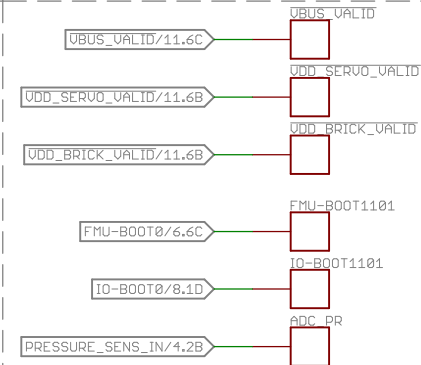 VBUS_VALID
VBUS_VALID/11.6C
VDD_SERVO_VALID
VDD_SERVO_VALID/11.6B
VDD_BRICK_VALID
VDD_BRICK_VALID/11.6B
FMU-BOOT1101
FMU-BOOT0/6.6C
IO-BOOT1101
IO-BOOT0/8.1D
ADC_PR
PRESSURE_SENS_IN/4.2B